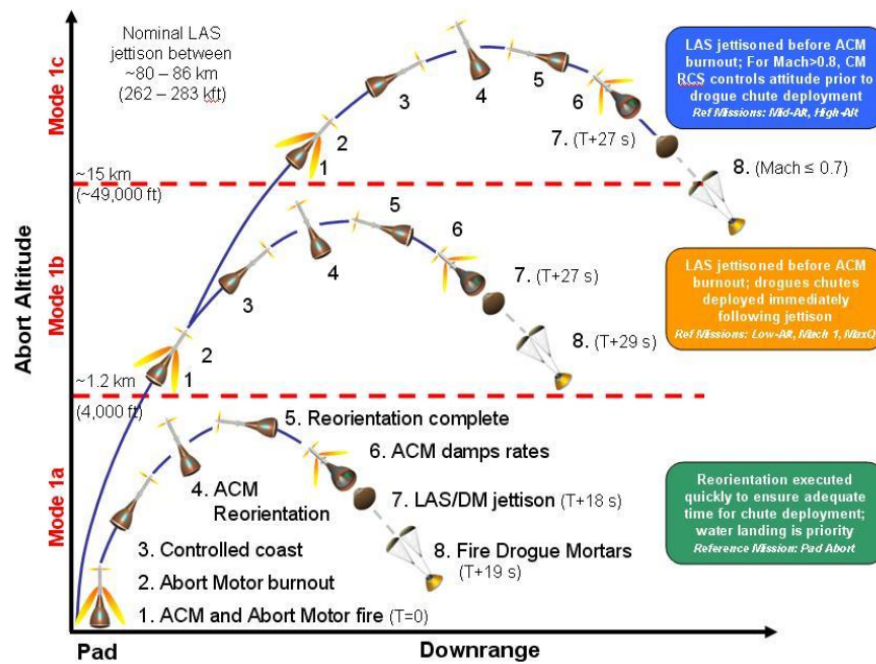 Nominal LAS
jettison between
~80 – 86 km
(262 – 283 kft)
Mode 1c
1
2
3
4
5
6
7. (T+27 s)
8. (Mach ≤ 0.7)
LAS jettisoned before ACM
burnout; For Mach>0.8, CM
RCS controls attitude prior to
drogue chute deployment
Ref Missions: Mid-Alt, High-Alt
~15 km
(~49,000 ft)
Abort Altitude
Mode 1b
1
2
3
4
5
6
7. (T+27 s)
8. (T+29 s)
LAS jettisoned before ACM
burnout; drogues chutes
deployed immediately
following jettison
Ref Missions: Low-Alt, Mach 1, MaxQ
~1.2 km
(4,000 ft)
Mode 1a
5. Reorientation complete
6. ACM damps rates
4. ACM
Reorientation
7. LAS/DM jettison (T+18 s)
3. Controlled coast
8. Fire Drogue Mortars
(T+19 s)
2. Abort Motor burnout
1. ACM and Abort Motor fire (T=0)
Reorientation executed
quickly to ensure adequate
time for chute deployment;
water landing is priority
Reference Mission: Pad Abort
Pad
Downrange